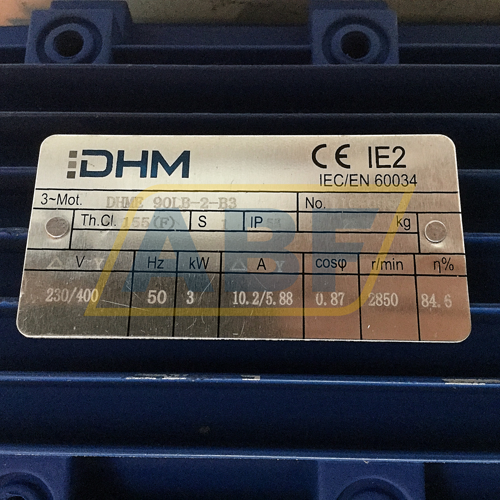 DHM
CE IE2
IEC/EN 60034
3~Mot. 90LB-2-B3 No.
Th.Cl. 155(F) S IP kg
△ V Y Hz kW △ A Y cosφ r/min η%
230/400 50 3 10.2/5.88 0.87 2850 84.6
ABF